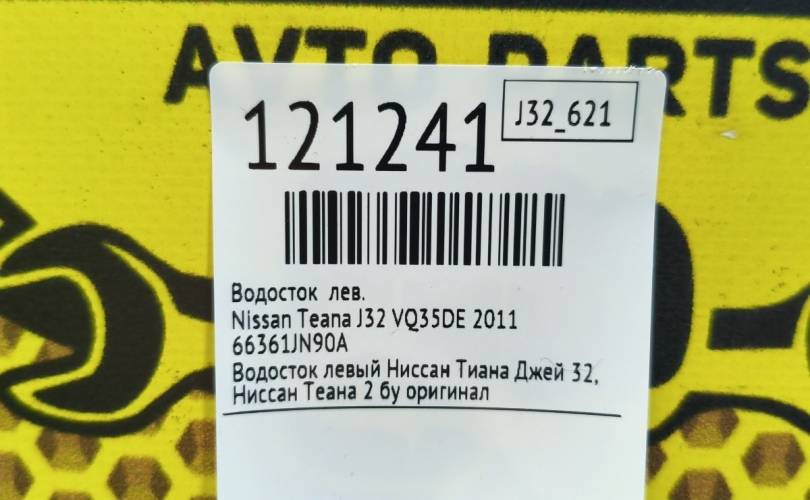 AVTO PARTS
121241
J32_621
Водосток лев.
Nissan Teana J32 VQ35DE 2011
66361JN90A
Водосток левый Ниссан Тиана Джей 32,
Ниссан Теана 2 бу оригинал